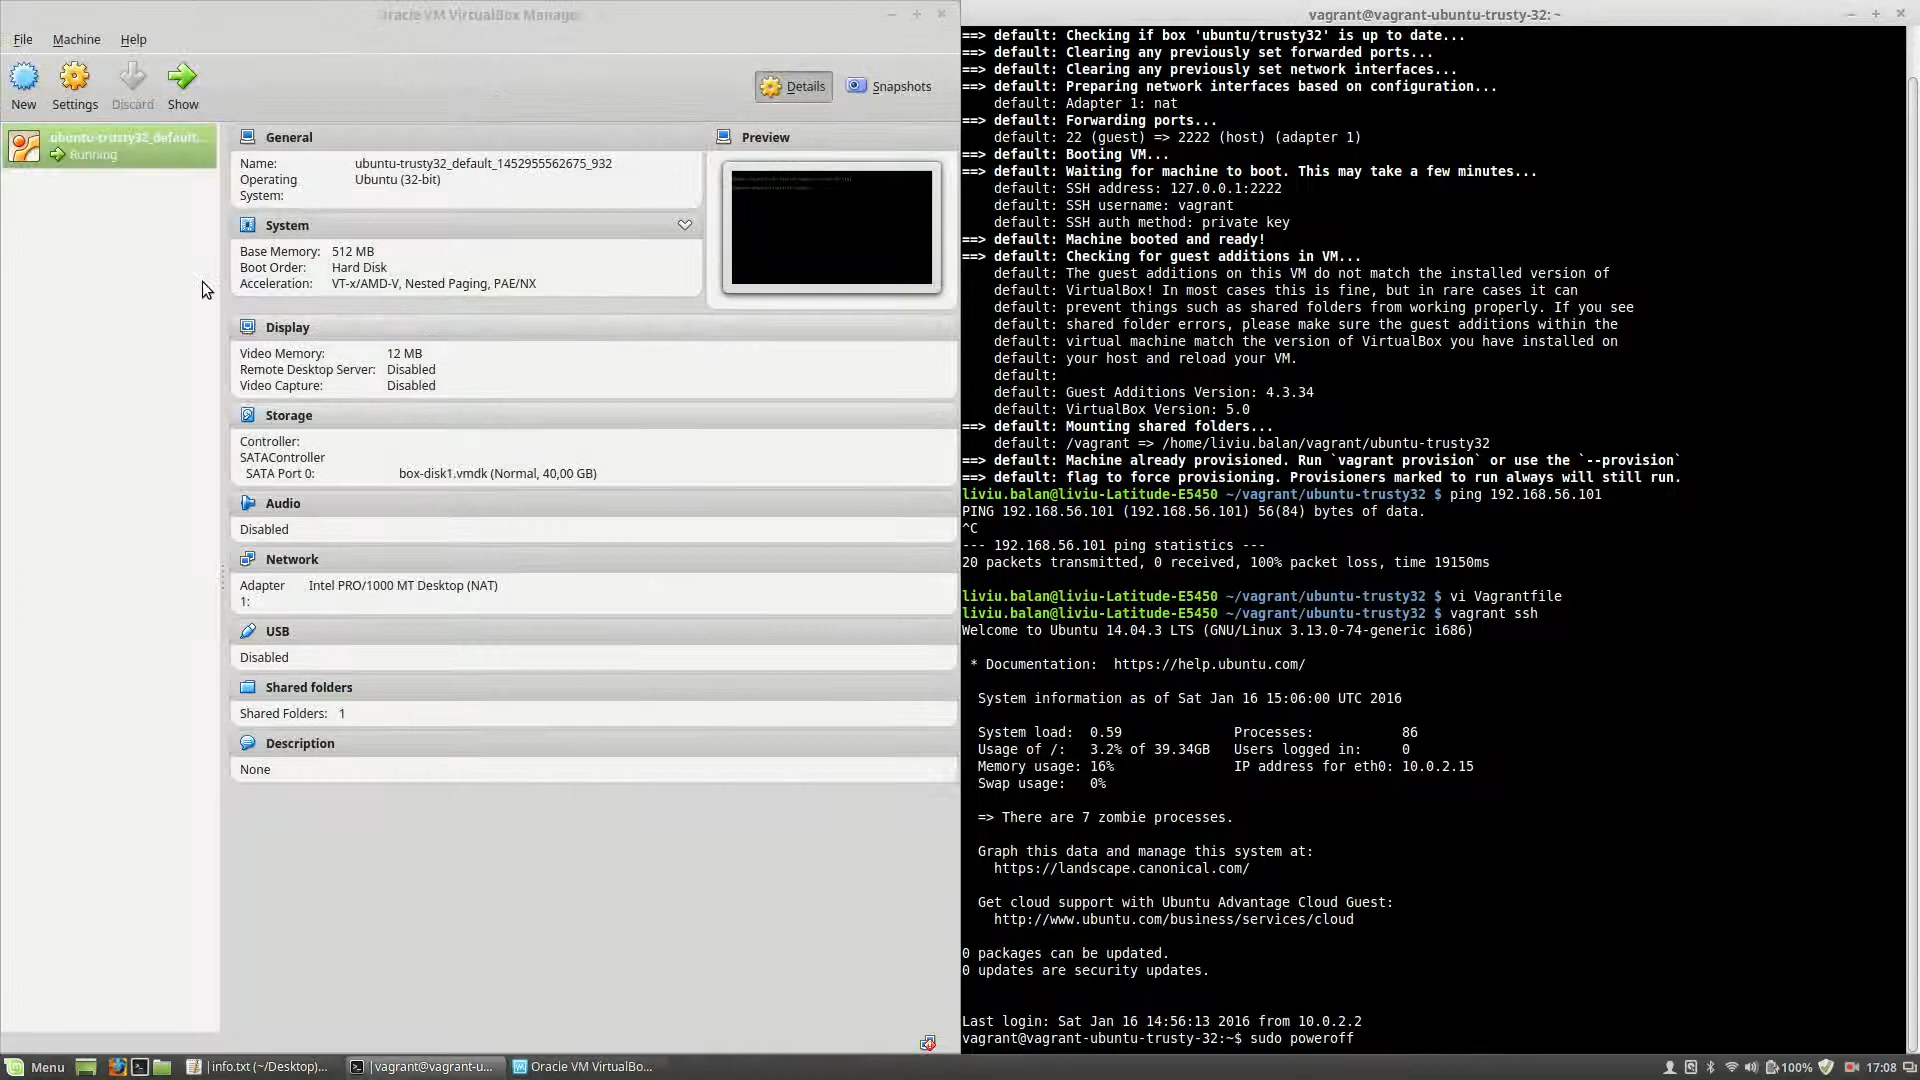 Oracle VM VirtualBox Manager
File Machine Help
New Settings Discard Show
Details Snapshots
ubuntu-trusty32_default...
Running
General
Name: ubuntu-trusty32_default_1452955562675_932
Operating System: Ubuntu (32-bit)
Preview
System
Base Memory: 512 MB
Boot Order: Hard Disk
Acceleration: VT-x/AMD-V, Nested Paging, PAE/NX
Display
Video Memory: 12 MB
Remote Desktop Server: Disabled
Video Capture: Disabled
Storage
Controller:
SATAController
SATA Port 0: box-disk1.vmdk (Normal, 40,00 GB)
Audio
Disabled
Network
Adapter 1: Intel PRO/1000 MT Desktop (NAT)
USB
Disabled
Shared folders
Shared Folders: 1
Description
None
vagrant@vagrant-ubuntu-trusty-32: ~
==> default: Checking if box 'ubuntu/trusty32' is up to date...
==> default: Clearing any previously set forwarded ports...
==> default: Clearing any previously set network interfaces...
==> default: Preparing network interfaces based on configuration...
default: Adapter 1: nat
==> default: Forwarding ports...
default: 22 (guest) => 2222 (host) (adapter 1)
==> default: Booting VM...
==> default: Waiting for machine to boot. This may take a few minutes...
default: SSH address: 127.0.0.1:2222
default: SSH username: vagrant
default: SSH auth method: private key
==> default: Machine booted and ready!
==> default: Checking for guest additions in VM...
default: The guest additions on this VM do not match the installed version of
default: VirtualBox! In most cases this is fine, but in rare cases it can
default: prevent things such as shared folders from working properly. If you see
default: shared folder errors, please make sure the guest additions within the
default: virtual machine match the version of VirtualBox you have installed on
default: your host and reload your VM.
default:
default: Guest Additions Version: 4.3.34
default: VirtualBox Version: 5.0
==> default: Mounting shared folders...
default: /vagrant => /home/liviu.balan/vagrant/ubuntu-trusty32
==> default: Machine already provisioned. Run `vagrant provision` or use the `--provision`
==> default: flag to force provisioning. Provisioners marked to run always will still run.
liviu.balan@liviu-Latitude-E5450 ~/vagrant/ubuntu-trusty32 $ ping 192.168.56.101
PING 192.168.56.101 (192.168.56.101) 56(84) bytes of data.
^C
--- 192.168.56.101 ping statistics ---
20 packets transmitted, 0 received, 100% packet loss, time 19150ms
liviu.balan@liviu-Latitude-E5450 ~/vagrant/ubuntu-trusty32 $ vi Vagrantfile
liviu.balan@liviu-Latitude-E5450 ~/vagrant/ubuntu-trusty32 $ vagrant ssh
Welcome to Ubuntu 14.04.3 LTS (GNU/Linux 3.13.0-74-generic i686)
* Documentation: https://help.ubuntu.com/
System information as of Sat Jan 16 15:06:00 UTC 2016
System load: 0.59 Processes: 86
Usage of /: 3.2% of 39.34GB Users logged in: 0
Memory usage: 16% IP address for eth0: 10.0.2.15
Swap usage: 0%
=> There are 7 zombie processes.
Graph this data and manage this system at:
https://landscape.canonical.com/
Get cloud support with Ubuntu Advantage Cloud Guest:
http://www.ubuntu.com/business/services/cloud
0 packages can be updated.
0 updates are security updates.
Last login: Sat Jan 16 14:56:13 2016 from 10.0.2.2
vagrant@vagrant-ubuntu-trusty-32:~$ sudo poweroff
Menu info.txt (~/Desktop)... vagrant@vagrant-u... Oracle VM VirtualBo... 100% 17:08